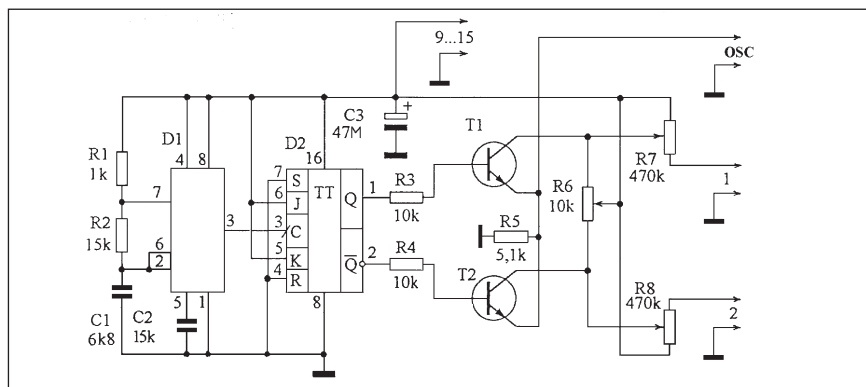 9...15
OSC
C3
47M
+
D1
D2
T1
R1
1k
4
8
16
7
S
TT
1
R3
10k
R7
470k
1
7
6
J
Q
R6
10k
R2
15k
3
3
C
R5
5,1k
6
2
5
K
Q
2
R4
10k
T2
4
R
R8
470k
2
5
1
8
C1
6k8
C2
15k